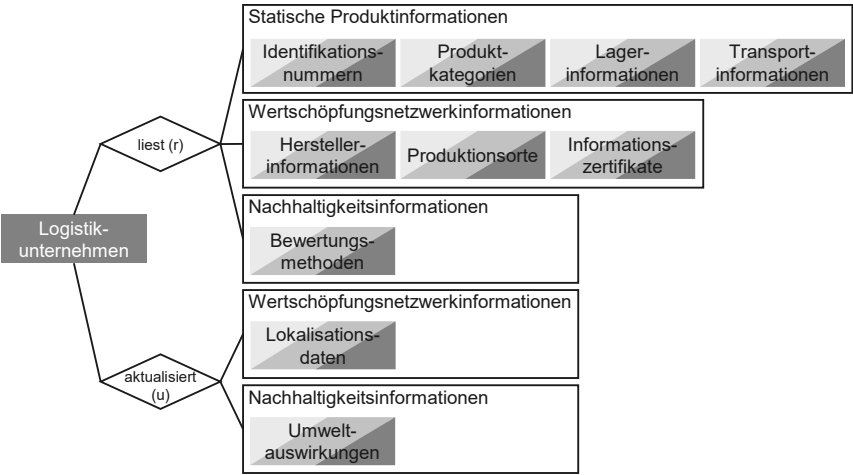 Statische Produktinformationen
Identifikations-
nummern
Produkt-
kategorien
Lager-
informationen
Transport-
informationen
Wertschöpfungsnetzwerkinformationen
Hersteller-
informationen
Produktionsorte
Informations-
zertifikate
liest (r)
Nachhaltigkeitsinformationen
Bewertungs-
methoden
Logistik-
unternehmen
Wertschöpfungsnetzwerkinformationen
Lokalisations-
daten
aktualisiert
(u)
Nachhaltigkeitsinformationen
Umwelt-
auswirkungen